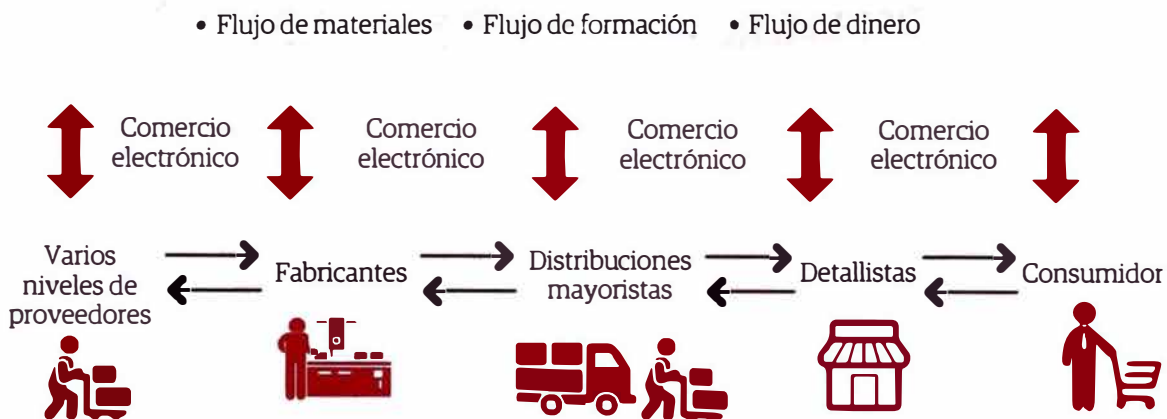 • Flujo de materiales • Flujo de formación • Flujo de dinero
Comercio
electrónico
Comercio
electrónico
Comercio
electrónico
Comercio
electrónico
Varios
niveles de
proveedores
Fabricantes
Distribuciones
mayoristas
Detallistas
Consumidor